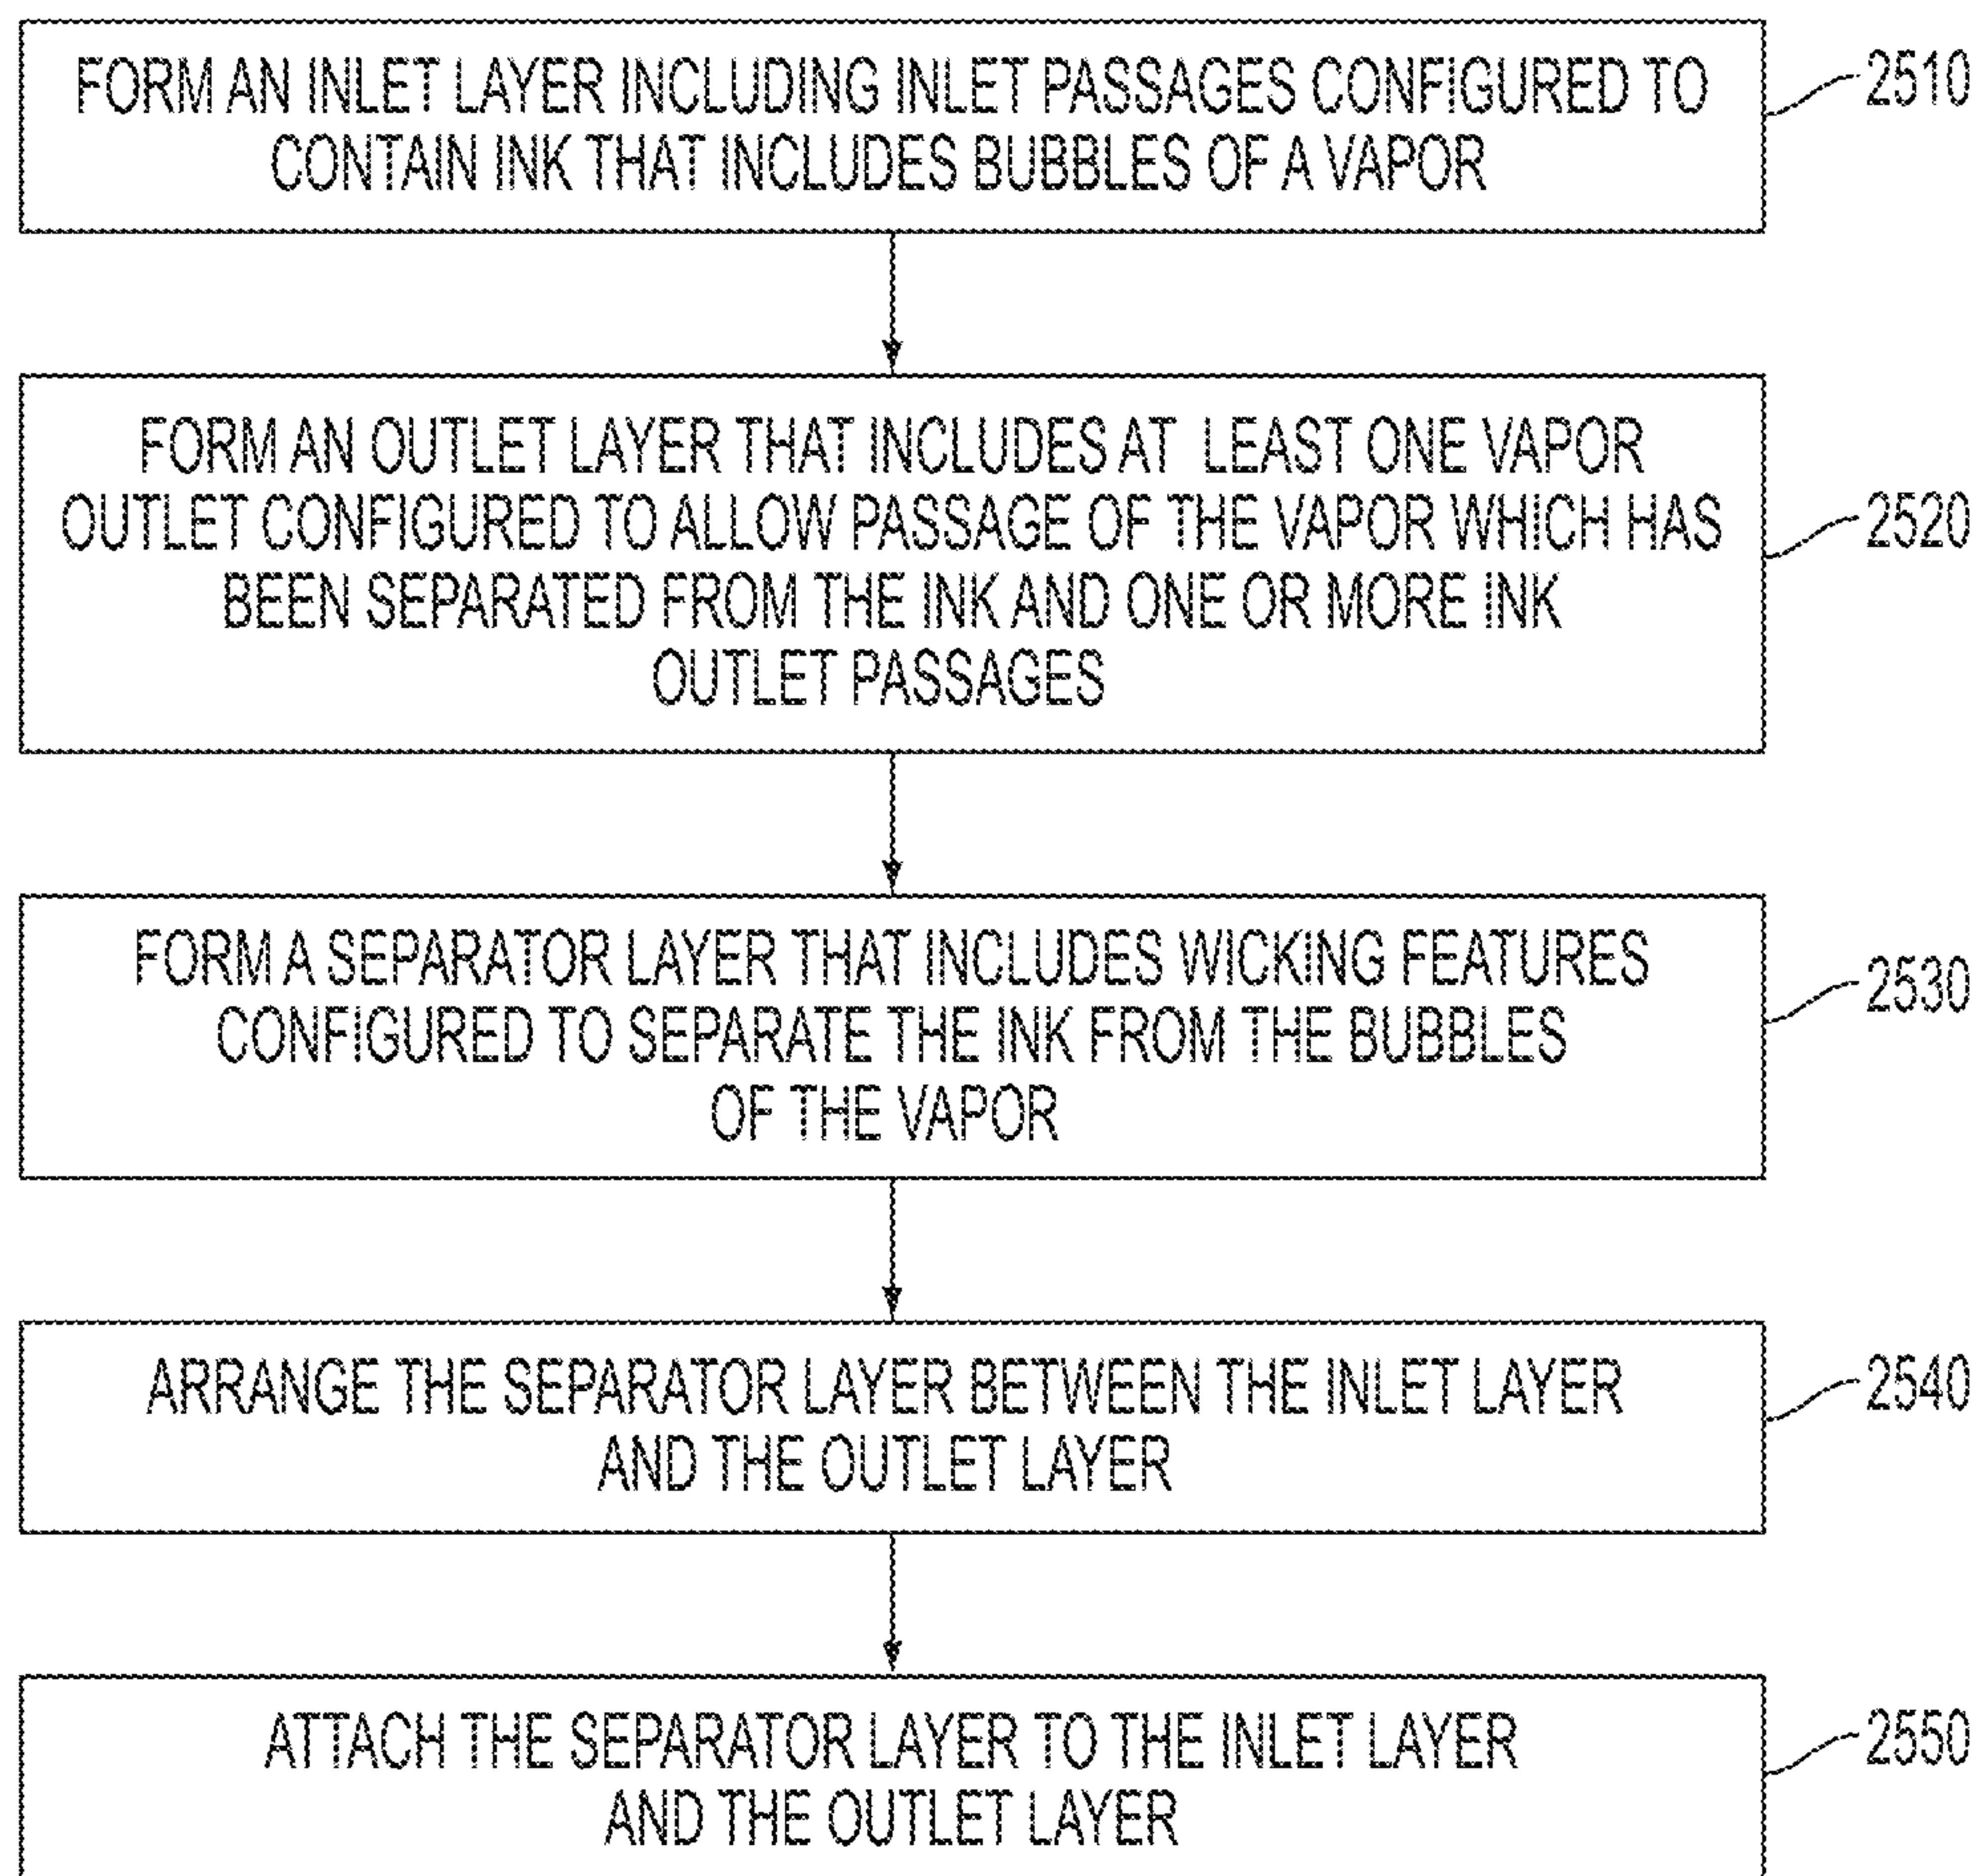 FORM AN INLET LAYER INCLUDING INLET PASSAGES CONFIGURED TO
CONTAIN INK THAT INCLUDES BUBBLES OF A VAPOR
2510
FORM AN OUTLET LAYER THAT INCLUDES AT LEAST ONE VAPOR
OUTLET CONFIGURED TO ALLOW PASSAGE OF THE VAPOR WHICH HAS
BEEN SEPARATED FROM THE INK AND ONE OR MORE INK
OUTLET PASSAGES
2520
FORM A SEPARATOR LAYER THAT INCLUDES WICKING FEATURES
CONFIGURED TO SEPARATE THE INK FROM THE BUBBLES
OF THE VAPOR
2530
ARRANGE THE SEPARATOR LAYER BETWEEN THE INLET LAYER
AND THE OUTLET LAYER
2540
ATTACH THE SEPARATOR LAYER TO THE INLET LAYER
AND THE OUTLET LAYER
2550